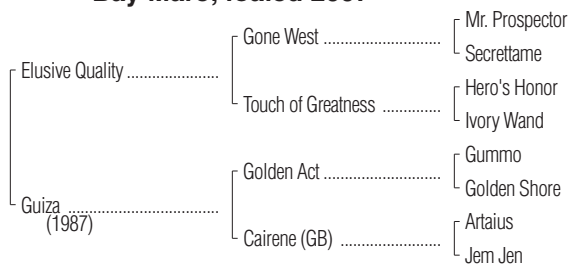 Bay Mare; foaled
Mr. Prospector
Gone West ..............................
Secrettame
Elusive Quality .......................
Hero's Honor
Touch of Greatness ..................
Ivory Wand
Gummo
Golden Act ..............................
Golden Shore
Guiza .....................................
(1987)
Artaius
Cairene (GB) .........................
Jem Jen